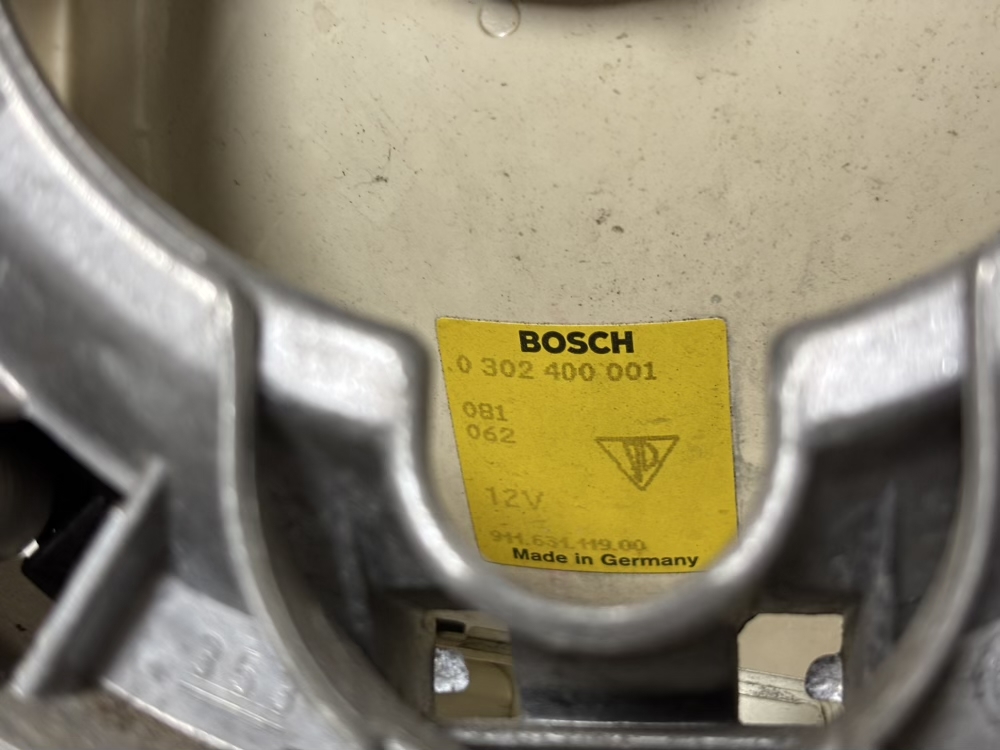 BOSCH
0 302 400 001
081
062
12V
911.631.119.00
Made in Germany